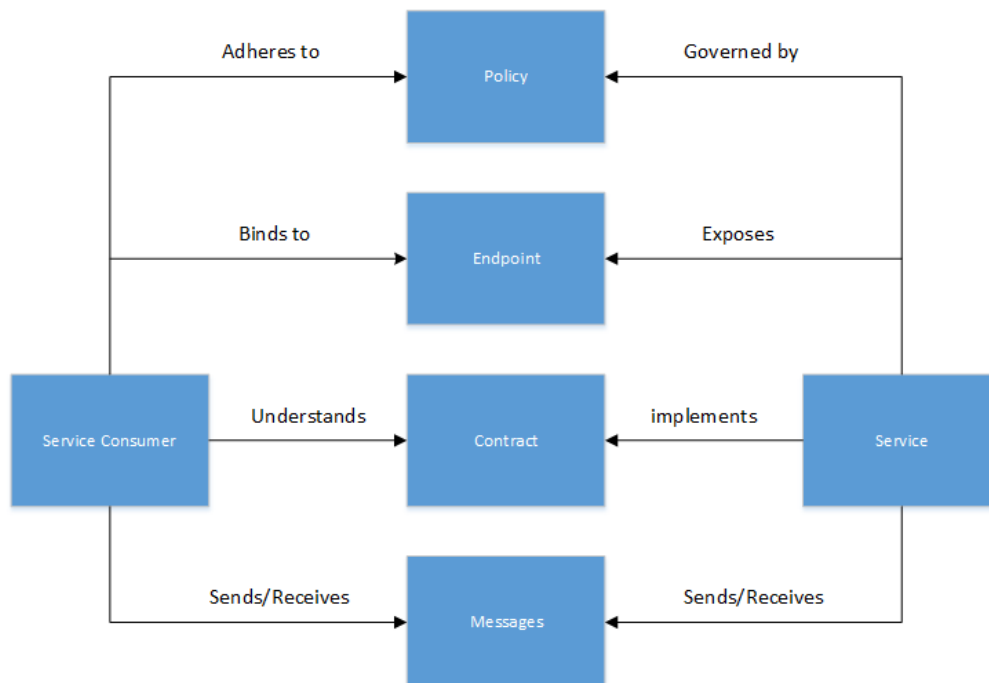 Adheres to
Policy
Governed by
Binds to
Endpoint
Exposes
Service Consumer
Understands
Contract
implements
Service
Sends/Receives
Messages
Sends/Receives